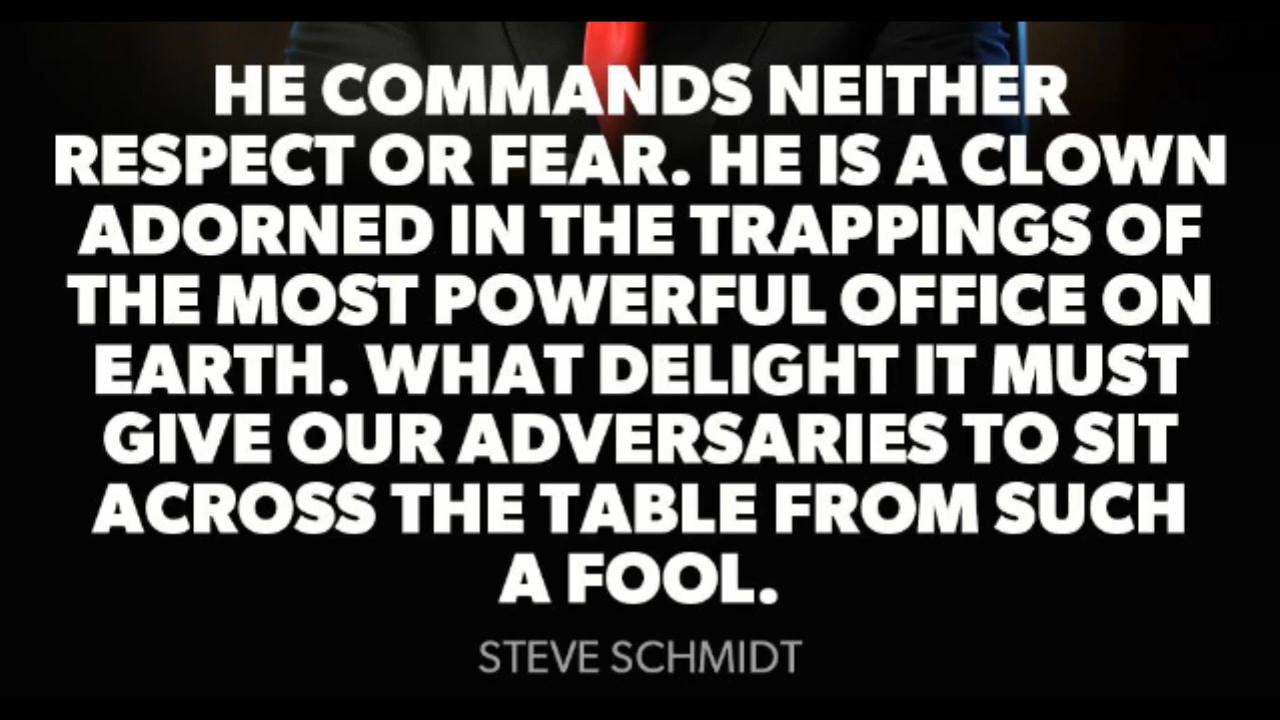 HE COMMANDS NEITHER
RESPECT OR FEAR. HE IS A CLOWN
ADORNED IN THE TRAPPINGS OF
THE MOST POWERFUL OFFICE ON
EARTH. WHAT DELIGHT IT MUST
GIVE OUR ADVERSARIES TO SIT
ACROSS THE TABLE FROM SUCH
A FOOL.
STEVE SCHMIDT